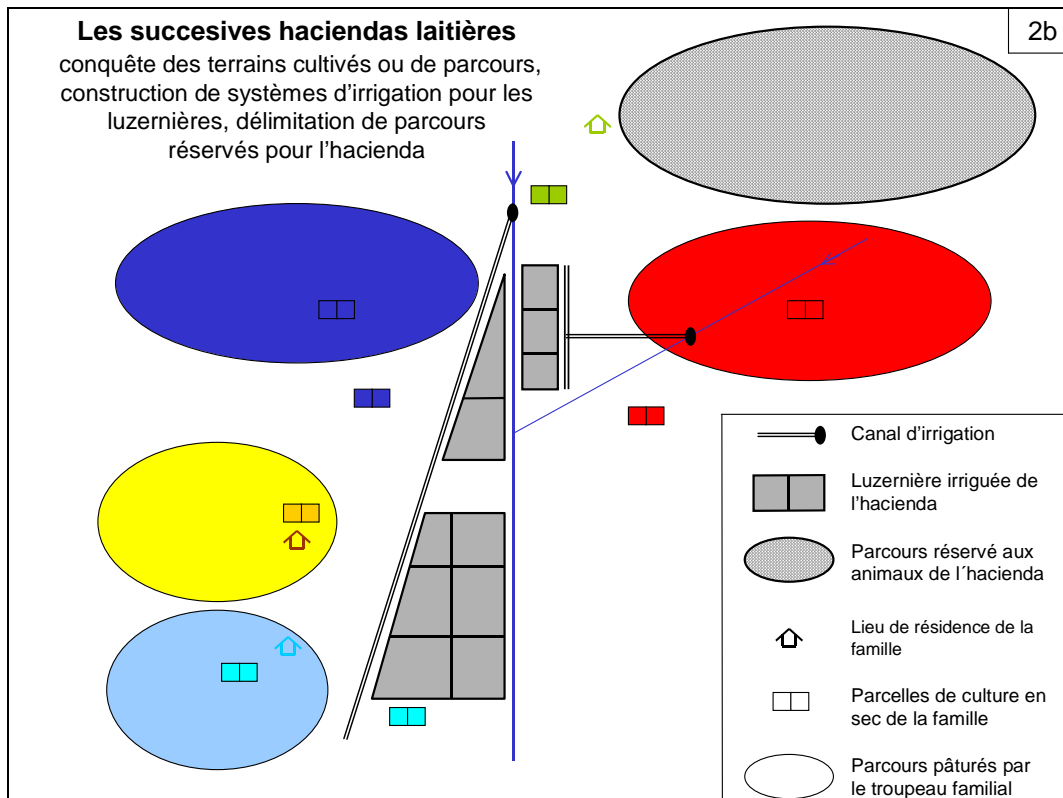 Les succesives haciendas laitières
conquête des terrains cultivés ou de parcours,
construction de systèmes d'irrigation pour les
luzernières, délimitation de parcours
réservés pour l'hacienda
2b
Canal d'irrigation
Luzernière irriguée de
l'hacienda
Parcours réservé aux
animaux de l´hacienda
Lieu de résidence de la
famille
Parcelles de culture en
sec de la famille
Parcours pâturés par
le troupeau familial